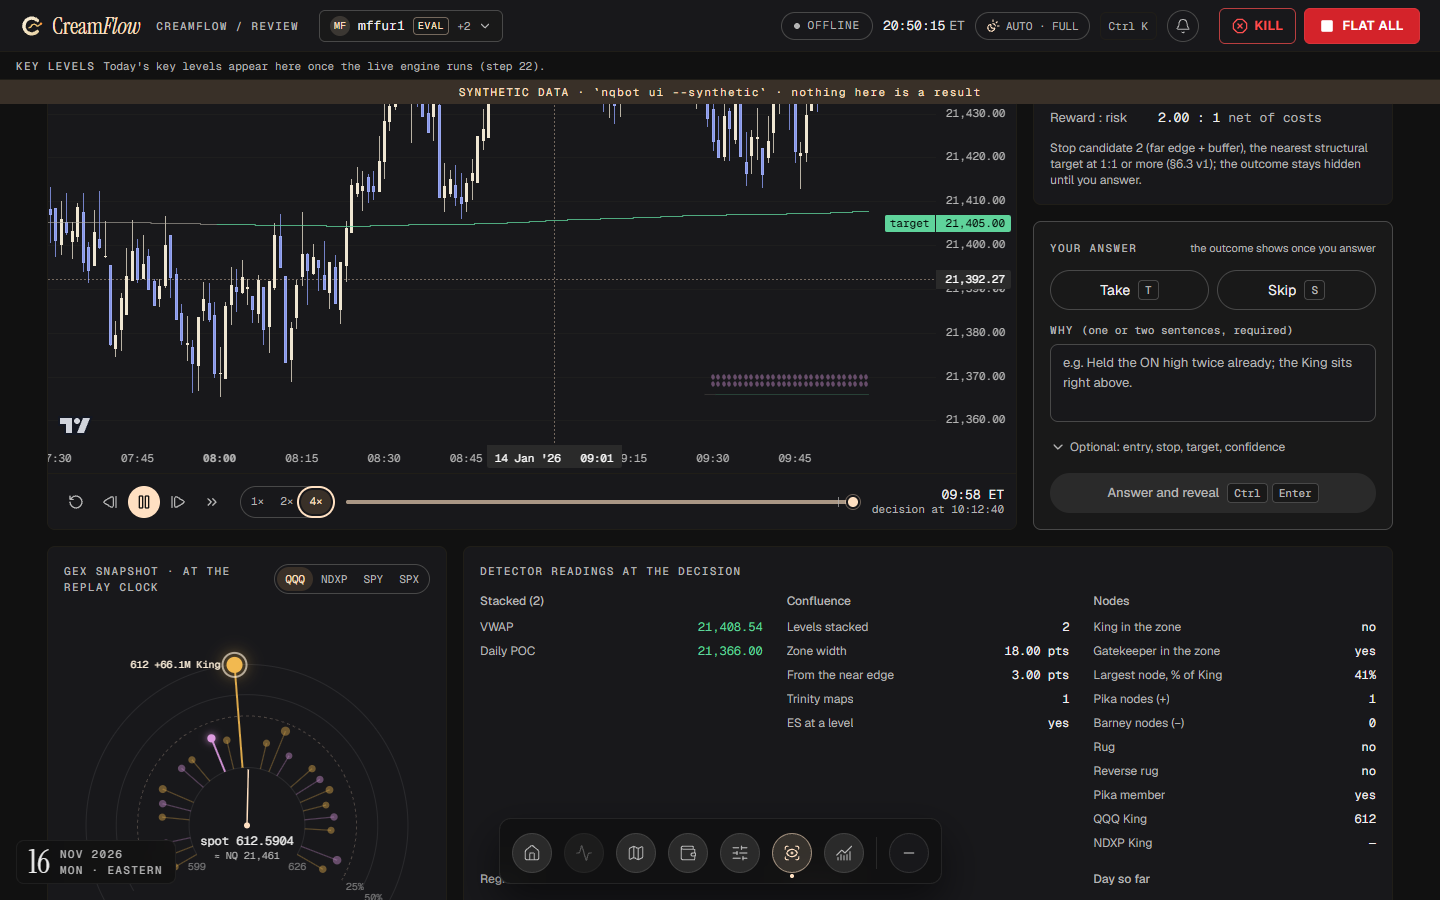 CreamFlow CREAMFLOW / REVIEW MF mffur1 EVAL +2 OFFLINE 20:50:15 ET AUTO · FULL Ctrl K KILL FLAT ALL
KEY LEVELS Today's key levels appear here once the live engine runs (step 22).
SYNTHETIC DATA · `nqbot ui --synthetic` · nothing here is a result
21,430.00
21,420.00
21,410.00
target 21,405.00
21,400.00
21,392.27
21,380.00
21,370.00
21,360.00
7:30 07:45 08:00 08:15 08:30 08:45 14 Jan '26 09:01 9:15 09:30 09:45
1× 2× 4× 09:58 ET
decision at 10:12:40
Reward : risk 2.00 : 1 net of costs
Stop candidate 2 (far edge + buffer), the nearest structural
target at 1:1 or more (§6.3 v1); the outcome stays hidden
until you answer.
YOUR ANSWER the outcome shows once you answer
Take T Skip S
WHY (one or two sentences, required)
e.g. Held the ON high twice already; the King sits
right above.
Optional: entry, stop, target, confidence
Answer and reveal Ctrl Enter
GEX SNAPSHOT · AT THE
REPLAY CLOCK
QQQ NDXP SPY SPX
612 +66.1M King
spot 612.5904
≈ NQ 21,461
599 626
25%
50%
DETECTOR READINGS AT THE DECISION
Stacked (2)
VWAP 21,408.54
Daily POC 21,366.00
Confluence
Levels stacked 2
Zone width 18.00 pts
From the near edge 3.00 pts
Trinity maps 1
ES at a level yes
Nodes
King in the zone no
Gatekeeper in the zone yes
Largest node, % of King 41%
Pika nodes (+) 1
Barney nodes (−) 0
Rug no
Reverse rug no
Pika member yes
QQQ King 612
NDXP King –
Day so far
16 NOV 2026
MON · EASTERN